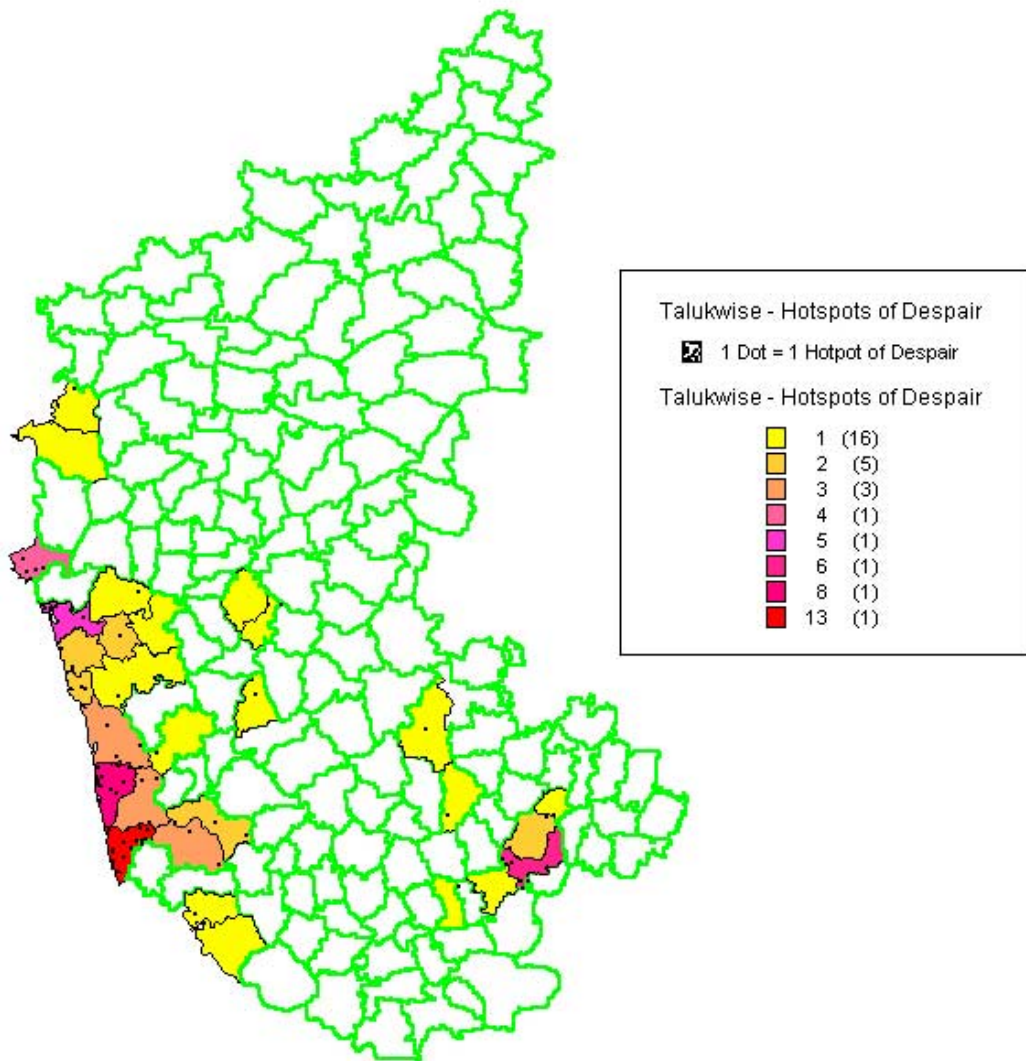 Talukwise - Hotspots of Despair
1 Dot = 1 Hotpot of Despair
Talukwise - Hotspots of Despair
1 (16)
2 (5)
3 (3)
4 (1)
5 (1)
6 (1)
8 (1)
13 (1)